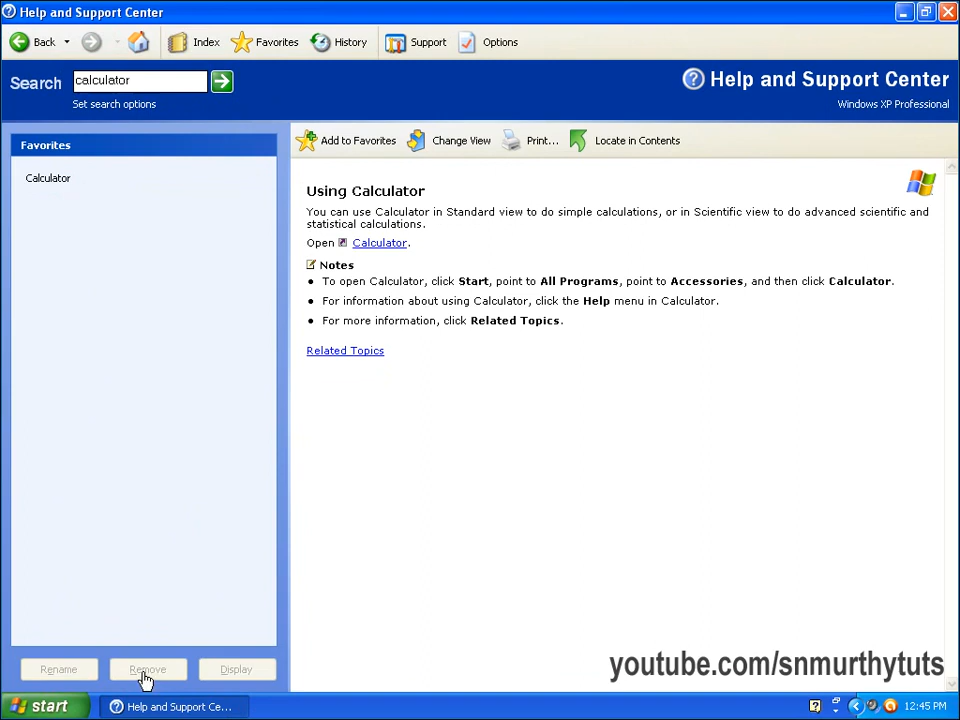 Help and Support Center
Back Index Favorites History Support Options
Search calculator
Set search options
Help and Support Center
Windows XP Professional
Favorites
Calculator
Add to Favorites Change View Print... Locate in Contents
Using Calculator
You can use Calculator in Standard view to do simple calculations, or in Scientific view to do advanced scientific and
statistical calculations.
Open Calculator.
Notes
• To open Calculator, click Start, point to All Programs, point to Accessories, and then click Calculator.
• For information about using Calculator, click the Help menu in Calculator.
• For more information, click Related Topics.
Related Topics
Rename Remove Display
youtube.com/snmurthytuts
start Help and Support Ce... 12:45 PM